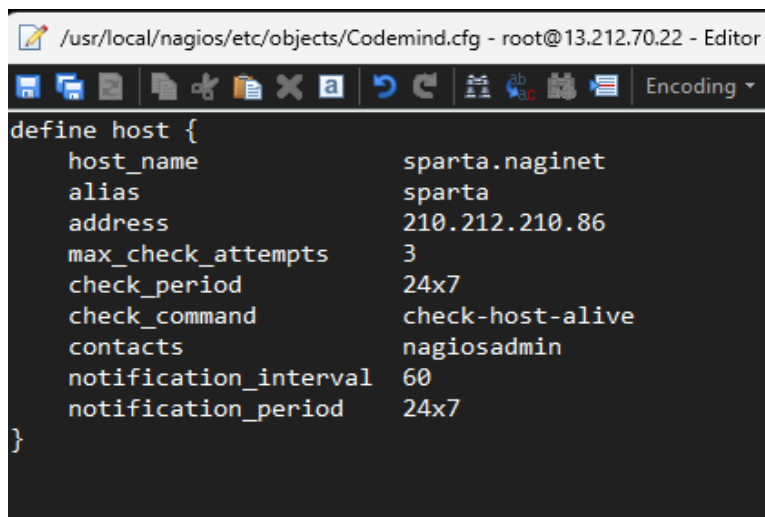 /usr/local/nagios/etc/objects/Codemind.cfg - root@13.212.70.22 - Editor
Encoding
define host {
    host_name               sparta.naginet
    alias                   sparta
    address                 210.212.210.86
    max_check_attempts      3
    check_period            24x7
    check_command           check-host-alive
    contacts                nagiosadmin
    notification_interval   60
    notification_period     24x7
}